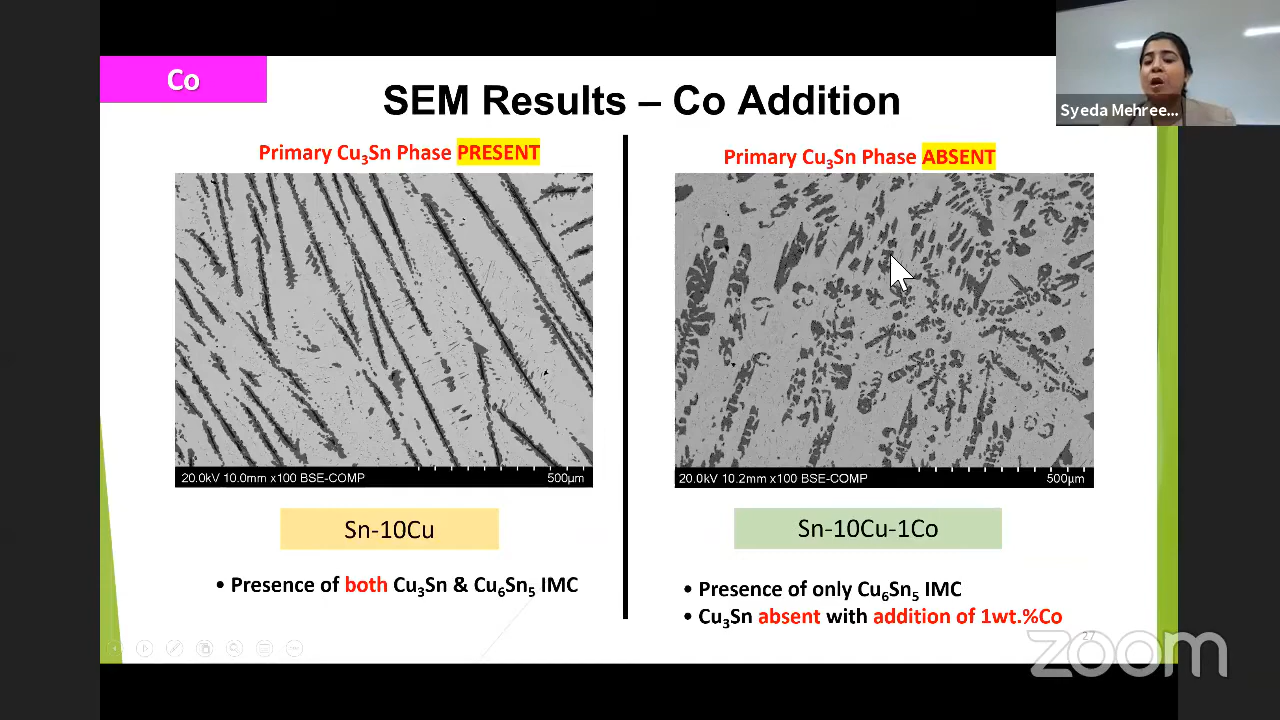 Co
SEM Results – Co Addition
Syeda Mehree...
Primary Cu₃Sn Phase PRESENT
Primary Cu₃Sn Phase ABSENT
20.0kV 10.0mm x100 BSE-COMP 500µm
20.0kV 10.2mm x100 BSE-COMP 500µm
Sn-10Cu
Sn-10Cu-1Co
• Presence of both Cu₃Sn & Cu₆Sn₅ IMC
• Presence of only Cu₆Sn₅ IMC
• Cu₃Sn absent with addition of 1wt.%Co
27
zoom